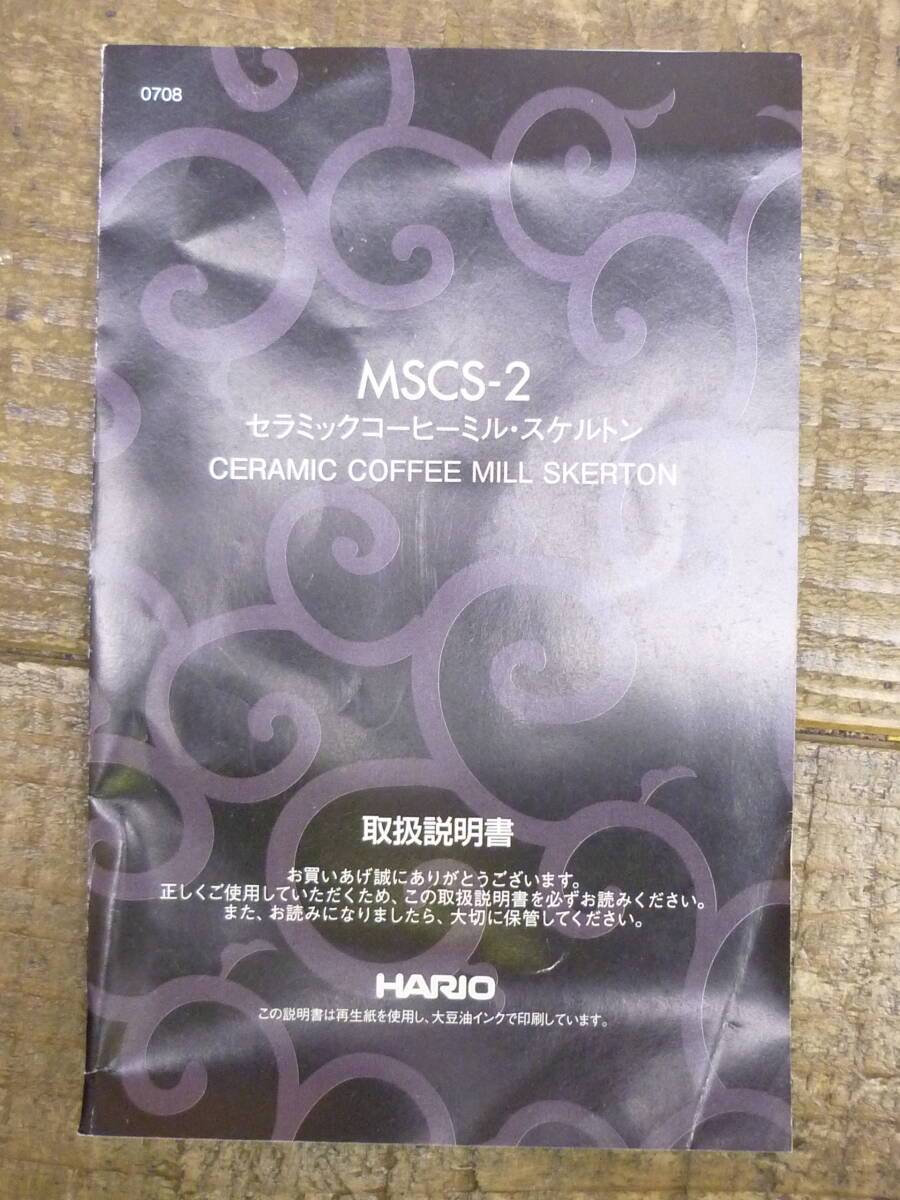 0708
MSCS-2
セラミックコーヒーミル・スケルトン
CERAMIC COFFEE MILL SKERTON
取扱説明書
お買いあげ誠にありがとうございます。
正しくご使用していただくため、この取扱説明書を必ずお読みください。
また、お読みになりましたら、大切に保管してください。
HARIO
この説明書は再生紙を使用し、大豆油インクで印刷しています。